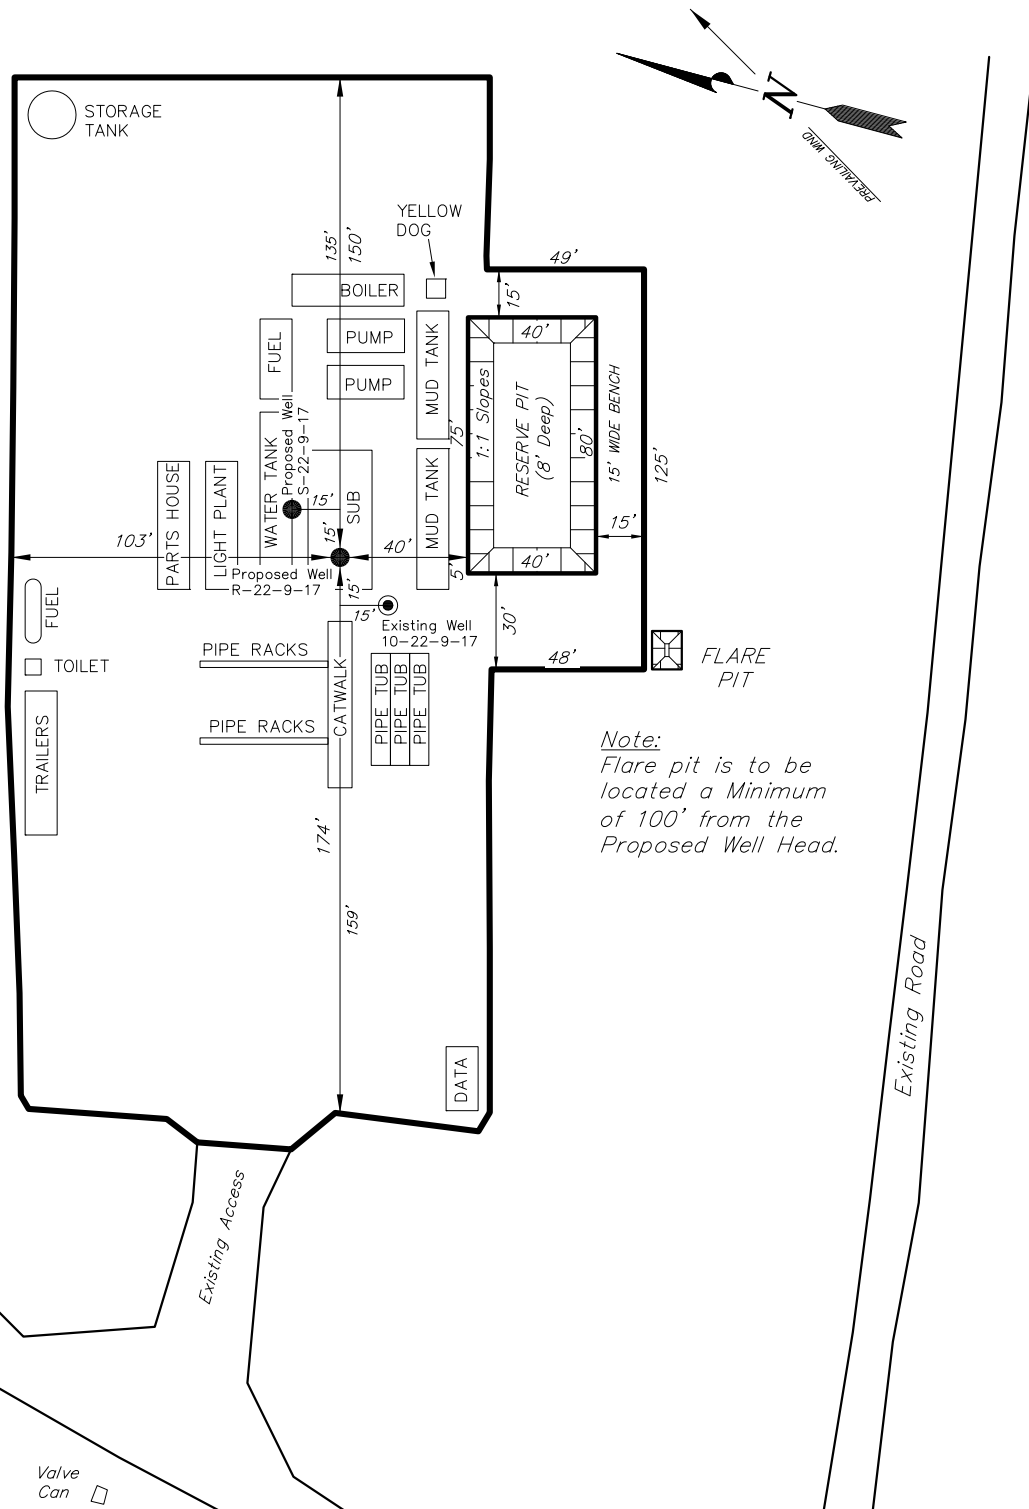 N
PREVAILING WIND
STORAGE
TANK
YELLOW
DOG
135'
150'
49'
15'
BOILER
PUMP
PUMP
FUEL
MUD TANK
40'
1:1 Slopes
RESERVE PIT
(8' Deep)
80'
15' WIDE BENCH
125'
75'
Proposed Well
S-22-9-17
WATER TANK
15'
SUB
15'
PARTS HOUSE
LIGHT PLANT
MUD TANK
103'
40'
15'
40'
5'
Proposed Well
R-22-9-17
15'
15'
30'
Existing Well
10-22-9-17
FUEL
TOILET
PIPE RACKS
PIPE RACKS
CATWALK
PIPE TUB
PIPE TUB
PIPE TUB
48'
FLARE
PIT
TRAILERS
Note:
Flare pit is to be
located a Minimum
of 100' from the
Proposed Well Head.
174'
159'
DATA
Existing Road
Existing Access
Valve
Can